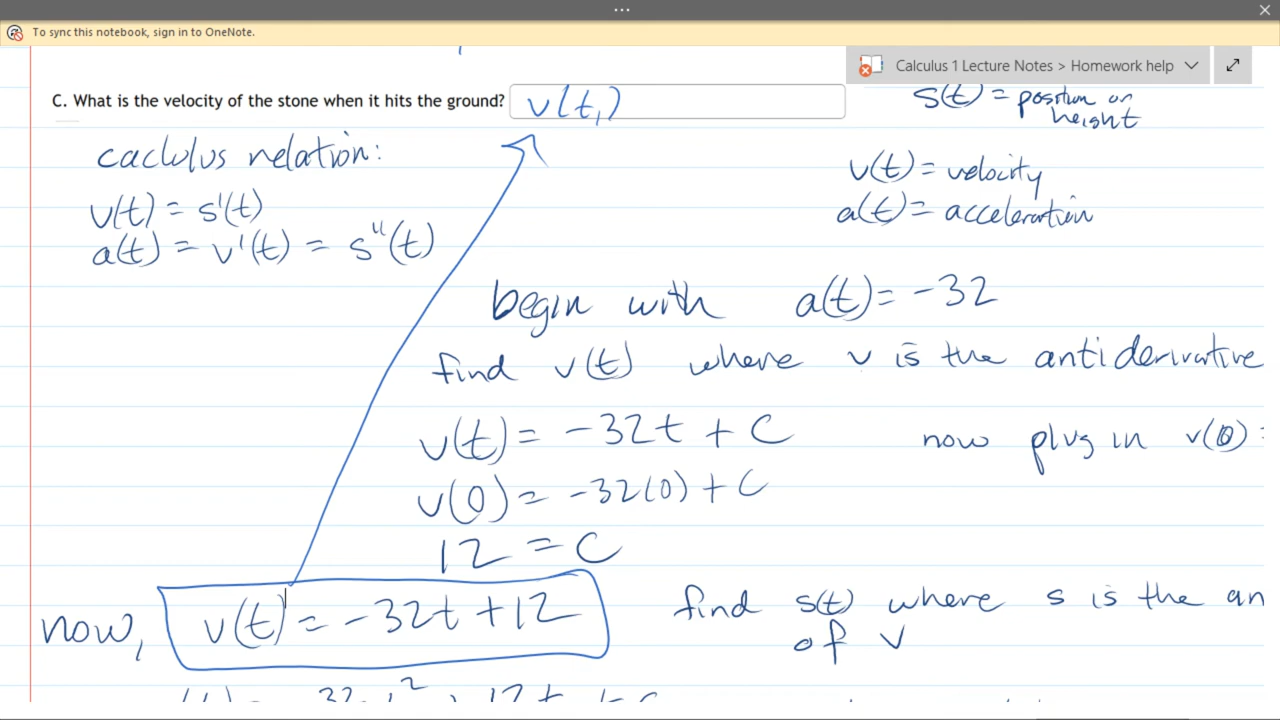 To sync this notebook, sign in to OneNote.
Calculus 1 Lecture Notes > Homework help
C. What is the velocity of the stone when it hits the ground? v(t₁)
s(t) = position or height
caclulus relation:
v(t) = velocity
v(t) = s'(t)
a(t) = acceleration
a(t) = v'(t) = s''(t)
begin with a(t) = -32
find v(t) where v is the antiderivative
v(t) = -32t + C
now plug in v(0) =
v(0) = -32(0) + C
12 = C
now, v(t) = -32t + 12
find s(t) where s is the an
of v